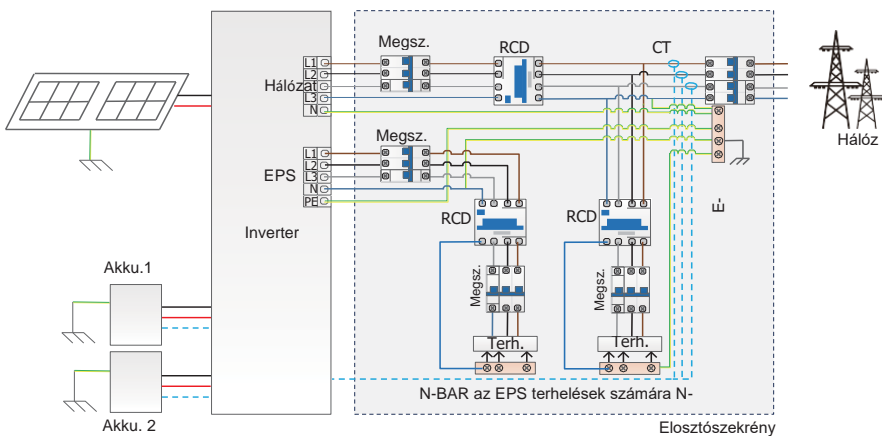 Megsz.
RCD
CT
L1
L2
Hálózat
L3
N
Hálóz
Megsz.
L1
L2
EPS
L3
N
PE
RCD
RCD
E-
Inverter
Akku.1
Megsz.
Megsz.
Terh.
Terh.
N-BAR az EPS terhelések számára N-
Akku. 2
Elosztószekrény